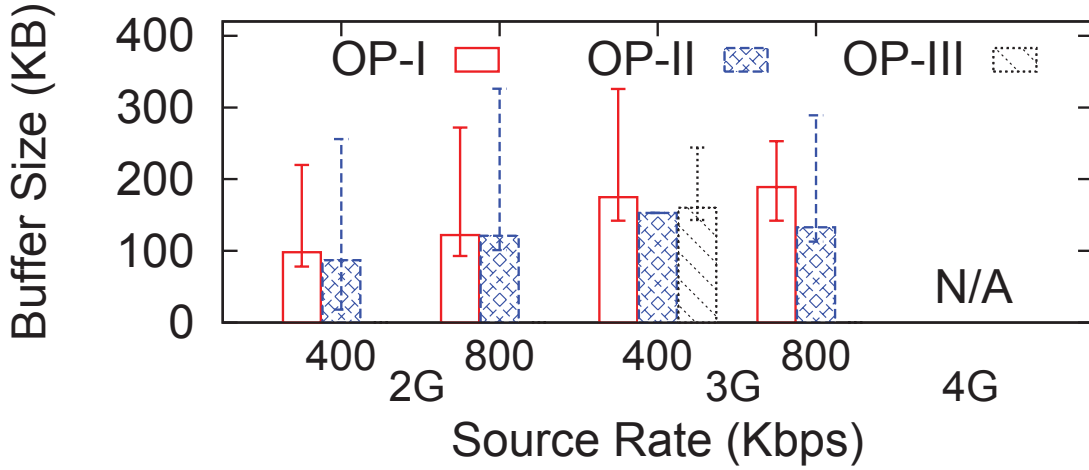 Buffer Size (KB)
400
300
200
100
0
OP-I OP-II OP-III
N/A
400 800 400 800
2G 3G 4G
Source Rate (Kbps)